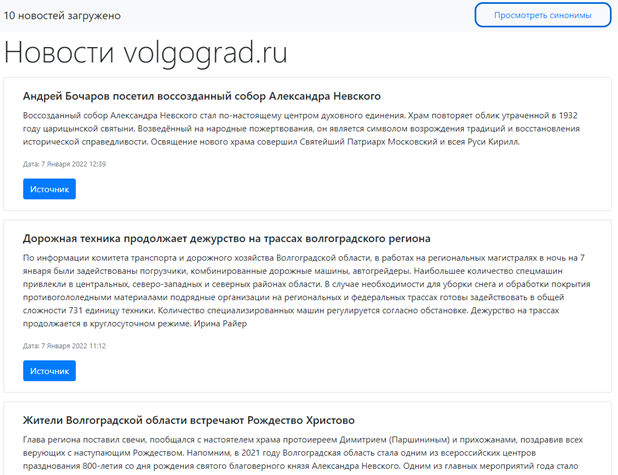 10 новостей загружено
Просмотреть синонимы
Новости volgograd.ru
Андрей Бочаров посетил воссозданный собор Александра Невского
Воссозданный собор Александра Невского стал по-настоящему центром духовного единения. Храм повторяет облик утраченной в 1932
году царицынской святыни. Возведённый на народные пожертвования, он является символом возрождения традиций и восстановления
исторической справедливости. Освящение нового храма совершил Святейший Патриарх Московский и всея Руси Кирилл.
Дата: 7 Января 2022 12:39
Источник
Дорожная техника продолжает дежурство на трассах волгоградского региона
По информации комитета транспорта и дорожного хозяйства Волгоградской области, в работах на региональных магистралях в ночь на 7
января были задействованы погрузчики, комбинированные дорожные машины, автогрейдеры. Наибольшее количество спецмашин
привлекли в центральных, северо-западных и северных районах области. В случае необходимости для уборки снега и обработки покрытия
противогололедными материалами подрядные организации на региональных и федеральных трассах готовы задействовать в общей
сложности 731 единицу техники. Количество специализированных машин регулируется согласно обстановке. Дежурство на трассах
продолжается в круглосуточном режиме. Ирина Райер
Дата: 7 Января 2022 11:12
Источник
Жители Волгоградской области встречают Рождество Христово
Глава региона поставил свечи, пообщался с настоятелем храма протоиереем Димитрием (Паршининым) и прихожанами, поздравив всех
верующих с наступающим Рождеством. Напомним, в 2021 году Волгоградская область стала одним из всероссийских центров
празднования 800-летия со дня рождения святого благоверного князя Александра Невского. Одним из главных мероприятий года стало